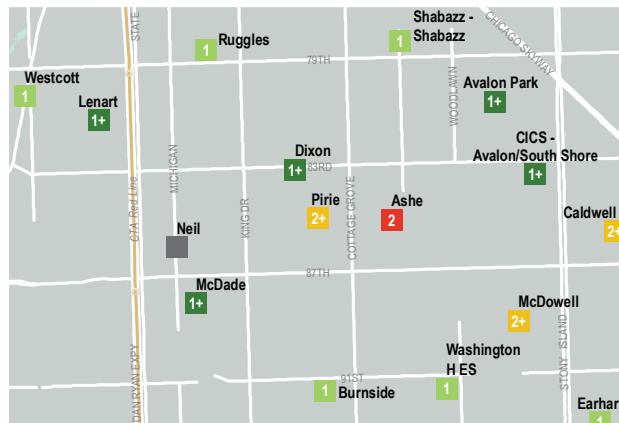 STATE
Ruggles
1
Shabazz -
Shabazz
1
CHICAGO SKYWAY
79TH
Westcott
1
Lenart
1+
WOODLAWN
Avalon Park
1+
Dixon
1+
83RD
CICS -
Avalon/South Shore
1+
MICHIGAN
CTA Red Line
KING DR
COTTAGE GROVE
Pirie
2+
Ashe
2
Caldwell
2+
Neil
87TH
McDade
1+
McDowell
2+
STONY ISLAND
Washington
H ES
1
DAN RYAN EXPY
91ST
1
Burnside
Earhar
1